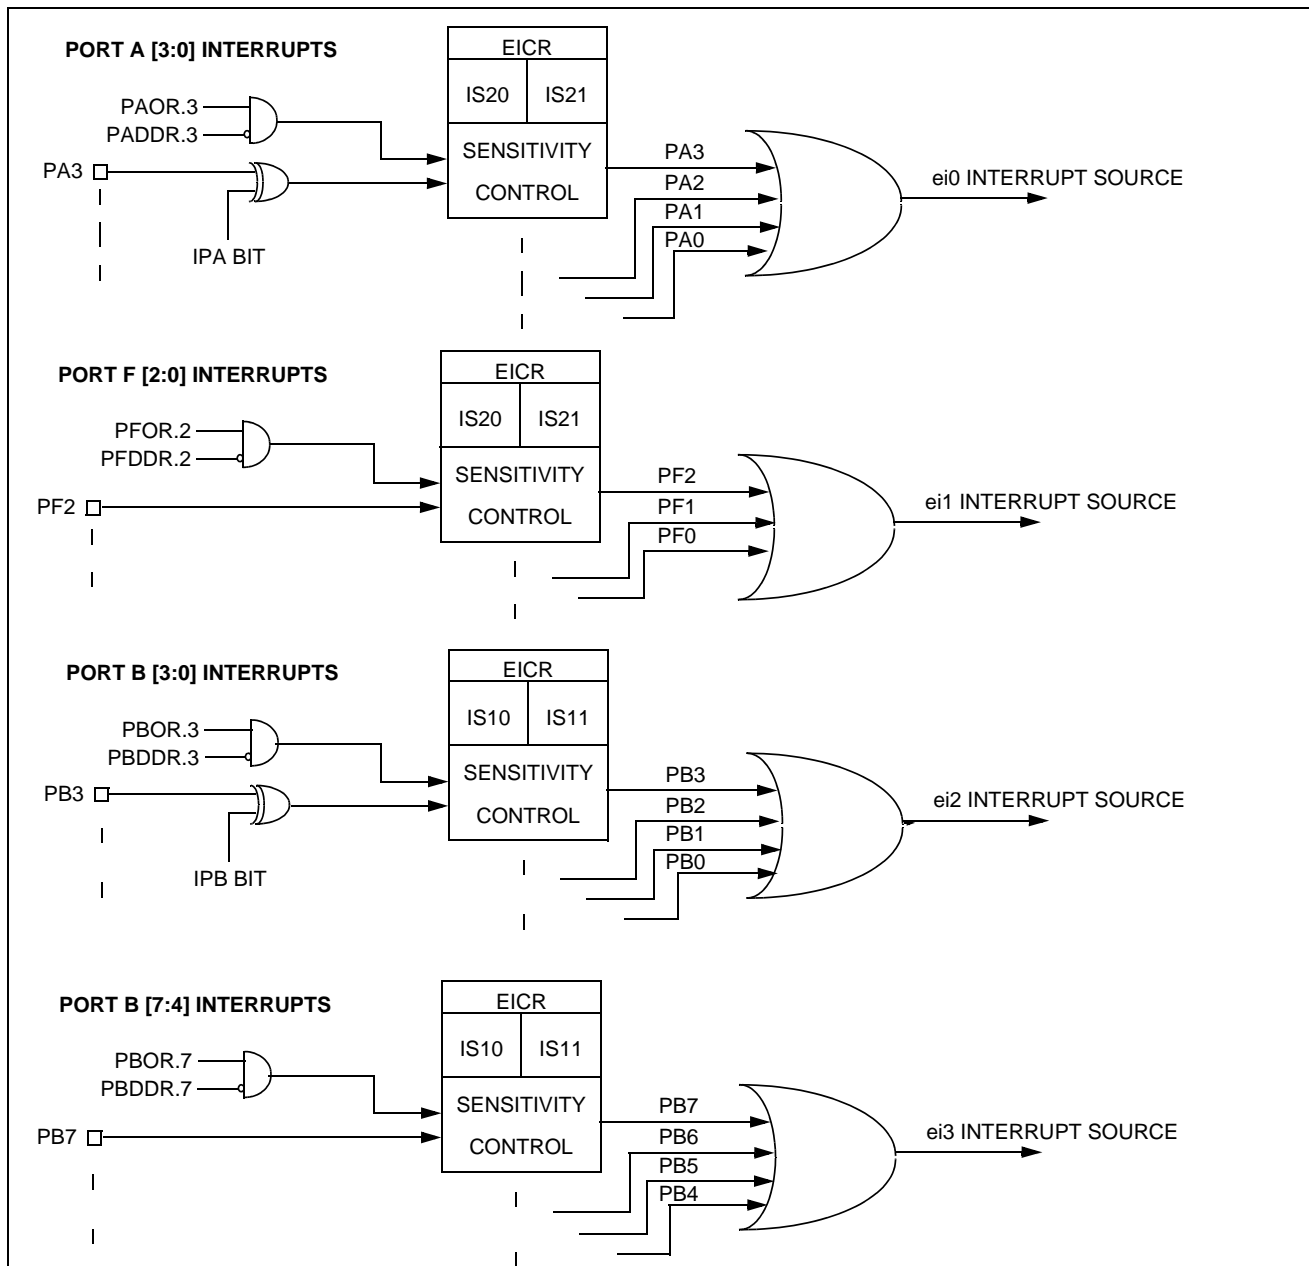 PORT A [3:0] INTERRUPTS
EICR
IS20 IS21
PAOR.3
PADDR.3
SENSITIVITY
CONTROL
PA3
IPA BIT
PA3
PA2
PA1
PA0
ei0 INTERRUPT SOURCE
PORT F [2:0] INTERRUPTS
EICR
IS20 IS21
PFOR.2
PFDDR.2
SENSITIVITY
CONTROL
PF2
PF2
PF1
PF0
ei1 INTERRUPT SOURCE
PORT B [3:0] INTERRUPTS
EICR
IS10 IS11
PBOR.3
PBDDR.3
SENSITIVITY
CONTROL
PB3
IPB BIT
PB3
PB2
PB1
PB0
ei2 INTERRUPT SOURCE
PORT B [7:4] INTERRUPTS
EICR
IS10 IS11
PBOR.7
PBDDR.7
SENSITIVITY
CONTROL
PB7
PB7
PB6
PB5
PB4
ei3 INTERRUPT SOURCE